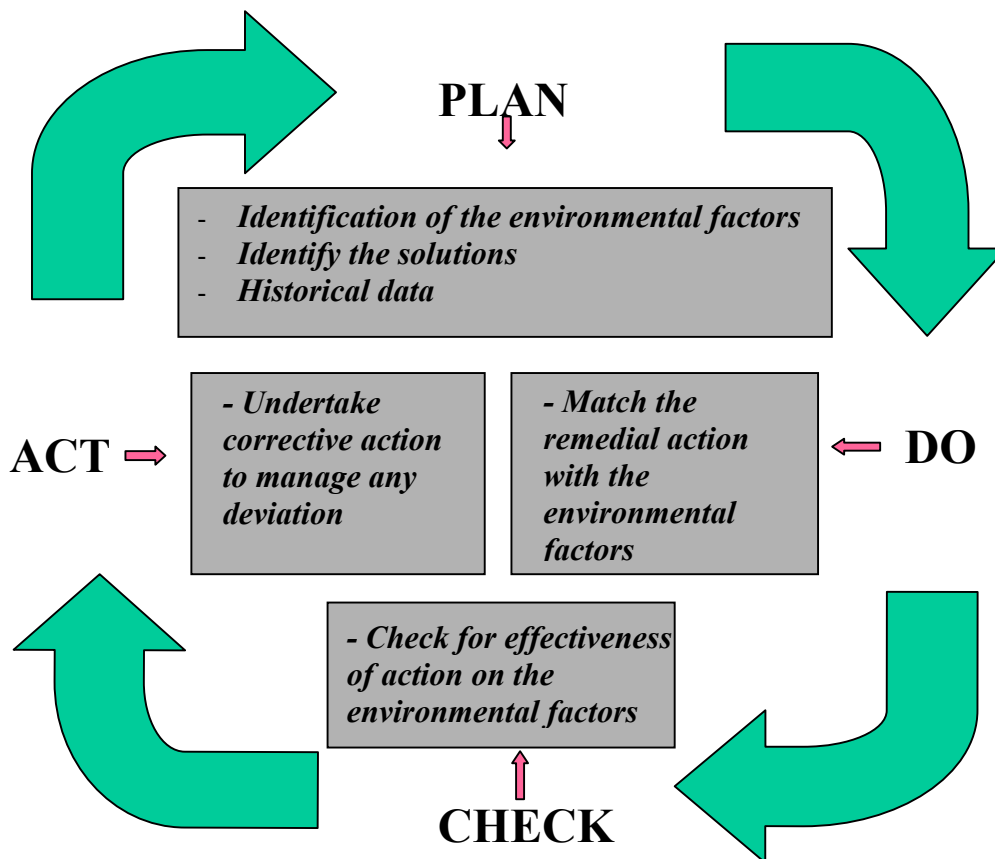 PLAN
- Identification of the environmental factors
- Identify the solutions
- Historical data
ACT
- Undertake
corrective action
to manage any
deviation
- Match the
remedial action
with the
environmental
factors
DO
- Check for effectiveness
of action on the
environmental factors
CHECK